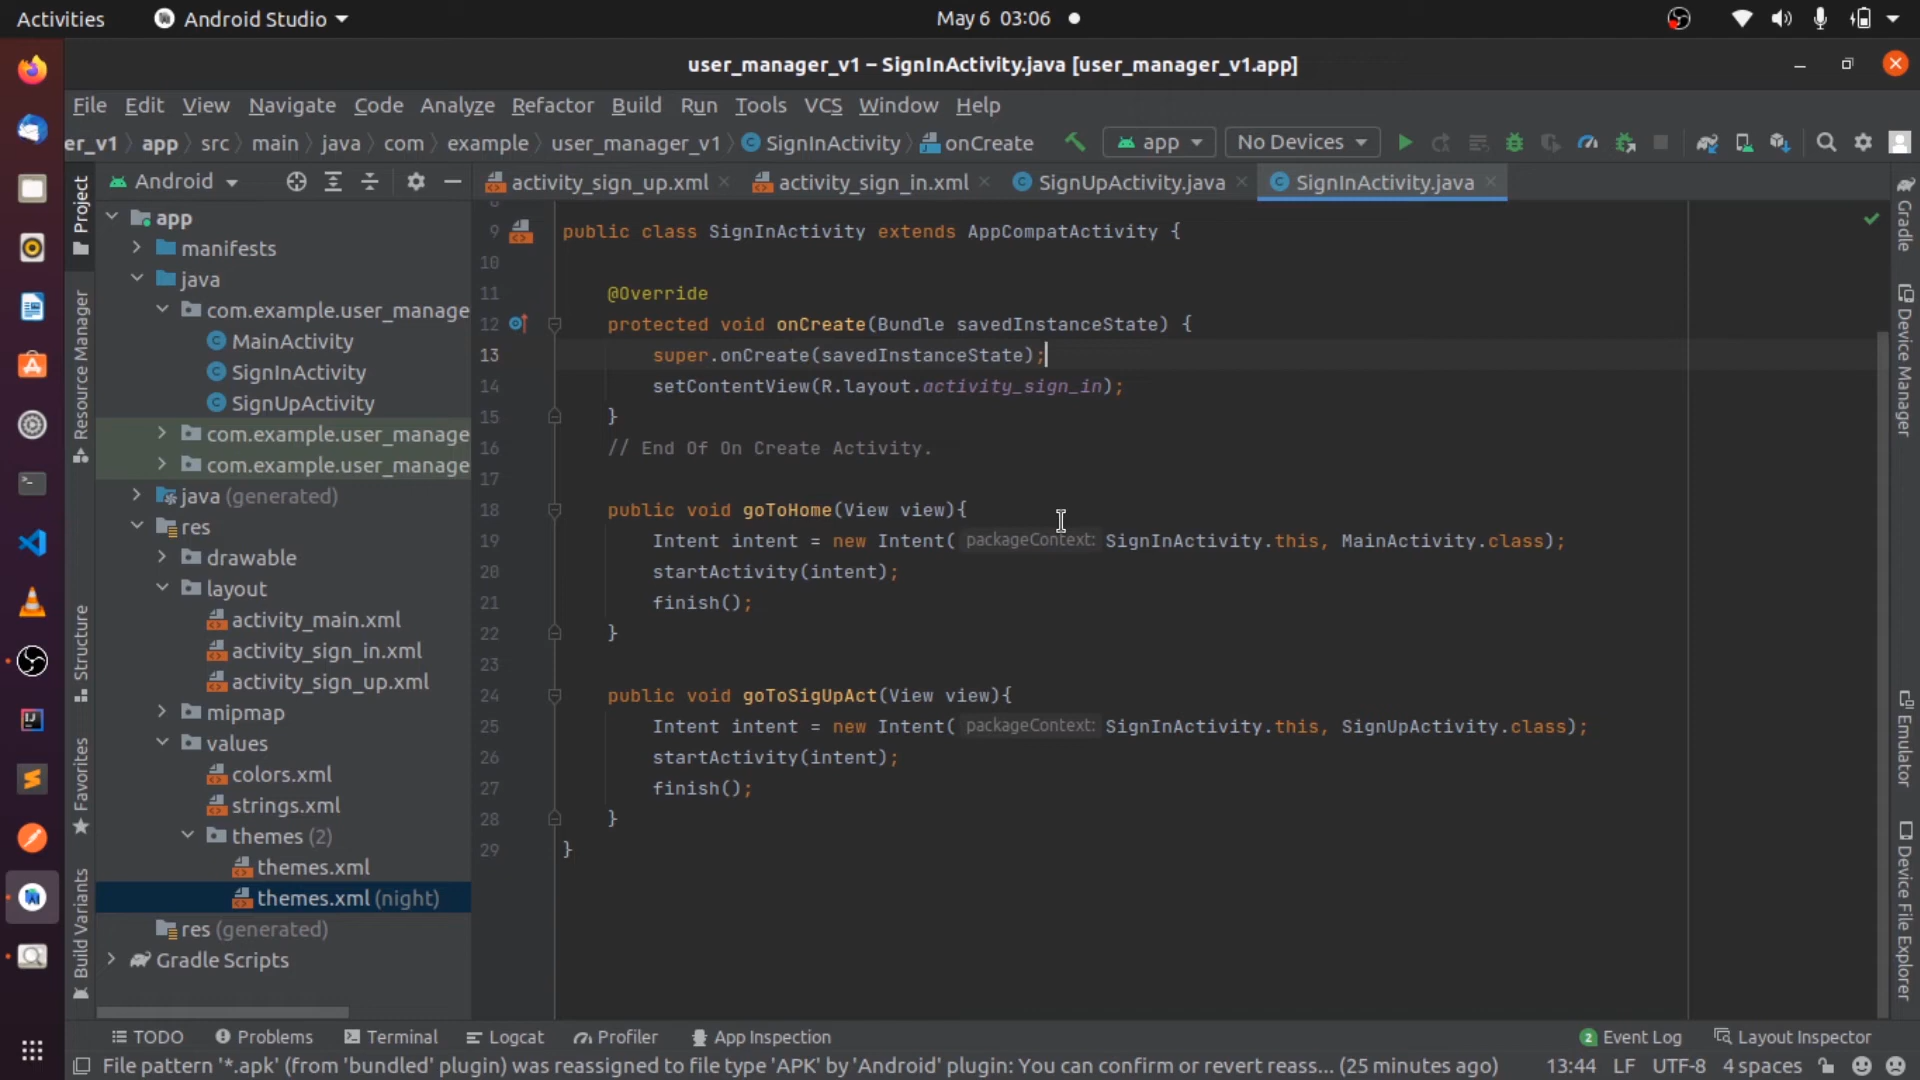 Activities Android Studio May 6 03:06
user_manager_v1 – SignInActivity.java [user_manager_v1.app]
File Edit View Navigate Code Analyze Refactor Build Run Tools VCS Window Help
er_v1 app src main java com example user_manager_v1 SignInActivity onCreate app No Devices
Project
Android
activity_sign_up.xml activity_sign_in.xml SignUpActivity.java SignInActivity.java
app
manifests
java
com.example.user_manage
MainActivity
SignInActivity
SignUpActivity
com.example.user_manage
com.example.user_manage
java (generated)
res
drawable
layout
activity_main.xml
activity_sign_in.xml
activity_sign_up.xml
mipmap
values
colors.xml
strings.xml
themes (2)
themes.xml
themes.xml (night)
res (generated)
Gradle Scripts
Resource Manager
Structure
Favorites
Build Variants
9 public class SignInActivity extends AppCompatActivity {
10
11 @Override
12 protected void onCreate(Bundle savedInstanceState) {
13 super.onCreate(savedInstanceState);
14 setContentView(R.layout.activity_sign_in);
15 }
16 // End Of On Create Activity.
17
18 public void goToHome(View view){
19 Intent intent = new Intent( packageContext: SignInActivity.this, MainActivity.class);
20 startActivity(intent);
21 finish();
22 }
23
24 public void goToSigUpAct(View view){
25 Intent intent = new Intent( packageContext: SignInActivity.this, SignUpActivity.class);
26 startActivity(intent);
27 finish();
28 }
29 }
Gradle
Device Manager
Emulator
Device File Explorer
TODO Problems Terminal Logcat Profiler App Inspection 2 Event Log Layout Inspector
File pattern '*.apk' (from 'bundled' plugin) was reassigned to file type 'APK' by 'Android' plugin: You can confirm or revert reass... (25 minutes ago) 13:44 LF UTF-8 4 spaces